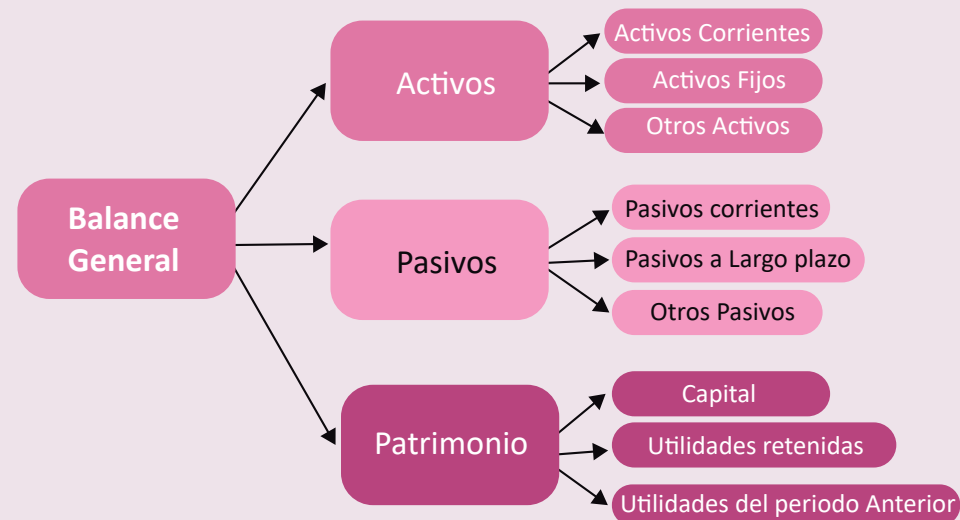 Balance
General
Activos
Activos Corrientes
Activos Fijos
Otros Activos
Pasivos
Pasivos corrientes
Pasivos a Largo plazo
Otros Pasivos
Patrimonio
Capital
Utilidades retenidas
Utilidades del periodo Anterior